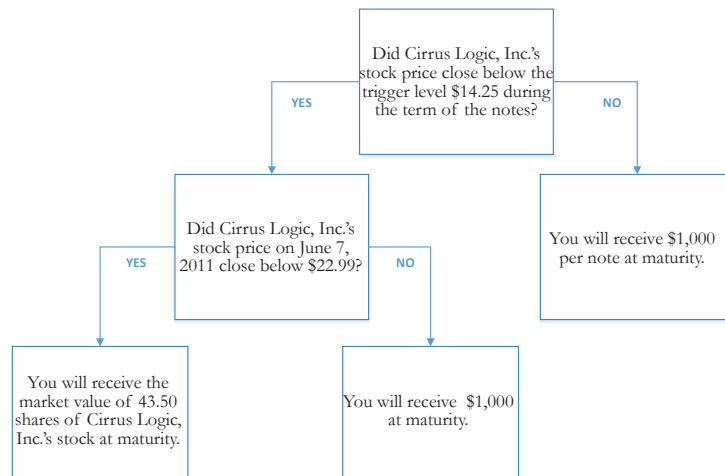 Did Cirrus Logic, Inc.'s
stock price close below the
trigger level $14.25 during
the term of the notes?
YES
NO
Did Cirrus Logic, Inc.'s
stock price on June 7,
2011 close below $22.99?
You will receive $1,000
per note at maturity.
YES
NO
You will receive the
market value of 43.50
shares of Cirrus Logic,
Inc.'s stock at maturity.
You will receive $1,000
at maturity.